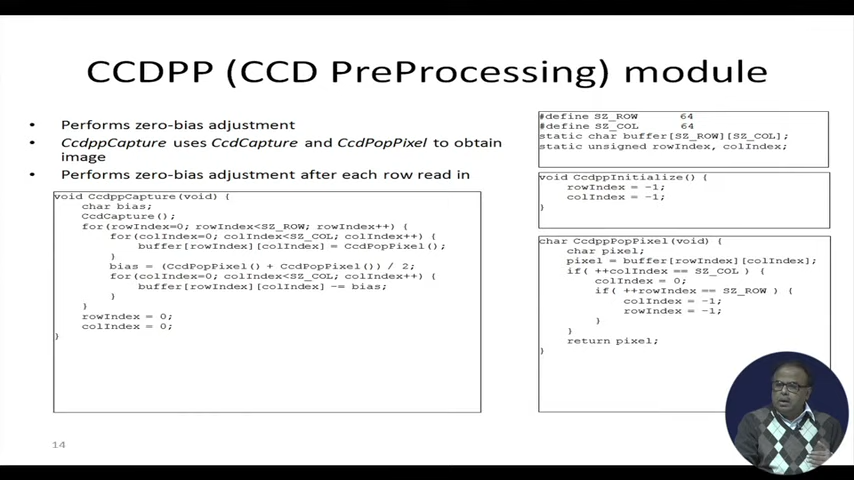 CCDPP (CCD PreProcessing) module
• Performs zero-bias adjustment
• CcdppCapture uses CcdCapture and CcdPopPixel to obtain
image
• Performs zero-bias adjustment after each row read in
void CcdppCapture(void) {
char bias;
CcdCapture();
for(rowIndex=0; rowIndex<SZ_ROW; rowIndex++) {
for(colIndex=0; colIndex<SZ_COL; colIndex++) {
buffer[rowIndex][colIndex] = CcdPopPixel();
}
bias = (CcdPopPixel() + CcdPopPixel()) / 2;
for(colIndex=0; colIndex<SZ_COL; colIndex++) {
buffer[rowIndex][colIndex] -= bias;
}
}
rowIndex = 0;
colIndex = 0;
}
#define SZ_ROW 64
#define SZ_COL 64
static char buffer[SZ_ROW][SZ_COL];
static unsigned rowIndex, colIndex;
void CcdppInitialize() {
rowIndex = -1;
colIndex = -1;
}
char CcdppPopPixel(void) {
char pixel;
pixel = buffer[rowIndex][colIndex];
if( ++colIndex == SZ_COL ) {
colIndex = 0;
if( ++rowIndex == SZ_ROW ) {
colIndex = -1;
rowIndex = -1;
}
}
return pixel;
}
14